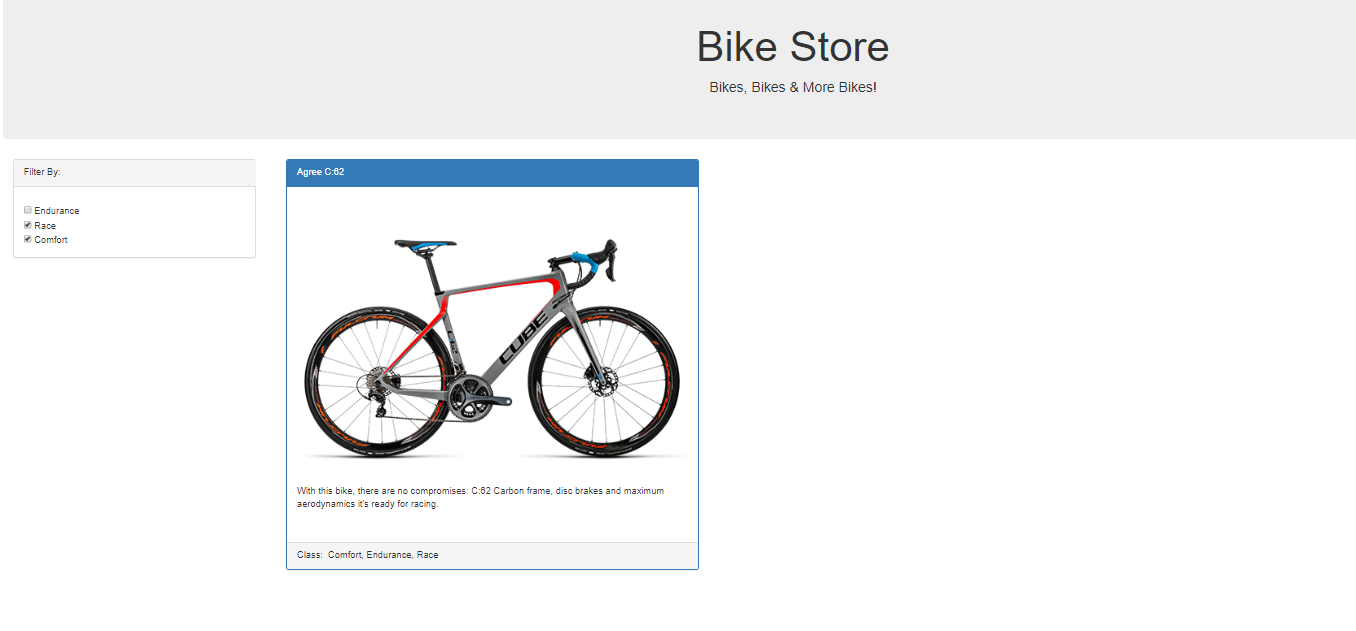 Bike Store
Bikes, Bikes & More Bikes!
Filter By:
Endurance
Race
Comfort
Agree C:62
CUBE
With this bike, there are no compromises: C:62 Carbon frame, disc brakes and maximum
aerodynamics it's ready for racing.
Class: Comfort, Endurance, Race